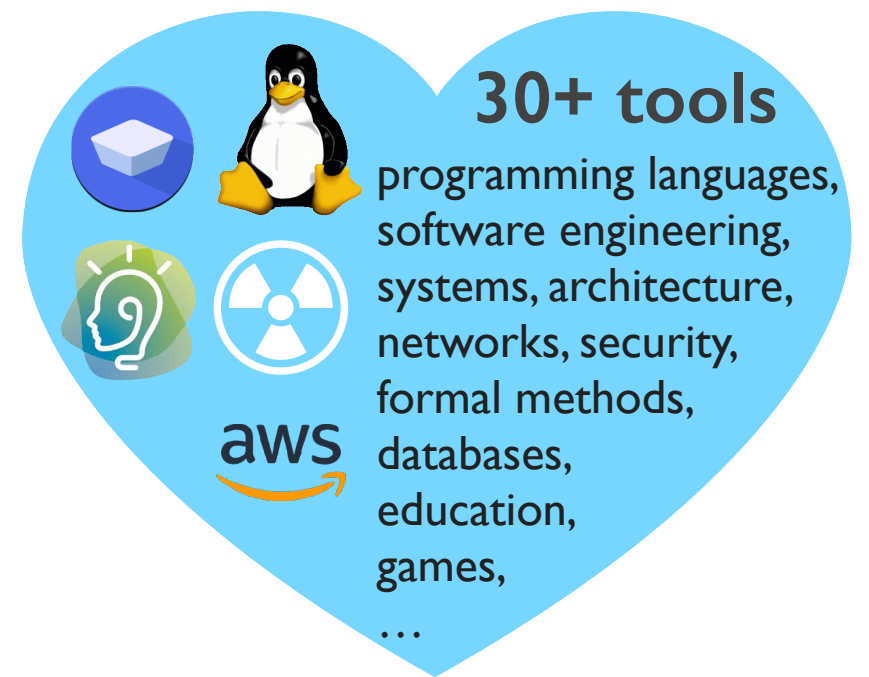 30+ tools
programming languages,
software engineering,
systems, architecture,
networks, security,
formal methods,
aws
databases,
education,
games,
…